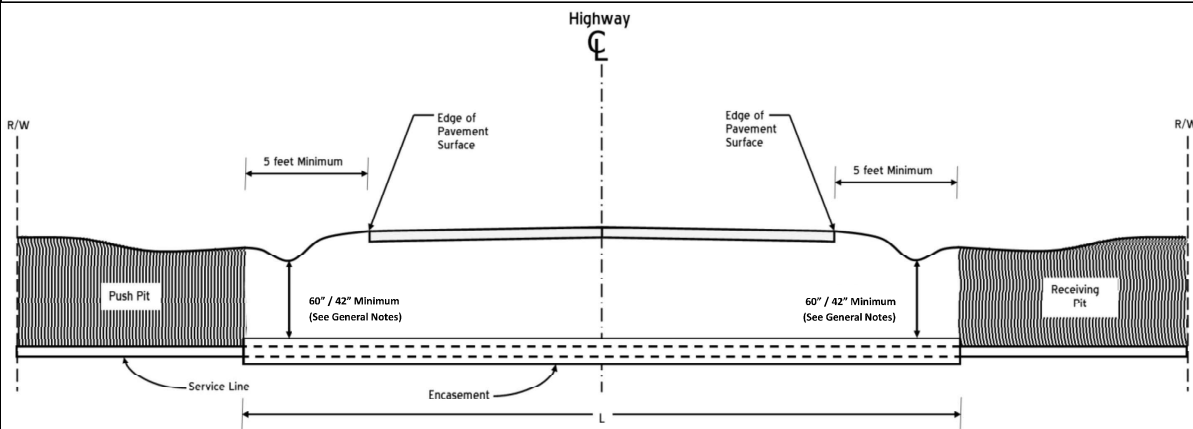 Highway
℄
R/W
Edge of
Pavement
Surface
Edge of
Pavement
Surface
R/W
5 feet Minimum
5 feet Minimum
Push Pit
60" / 42" Minimum
(See General Notes)
60" / 42" Minimum
(See General Notes)
Receiving
Pit
Service Line
Encasement
L